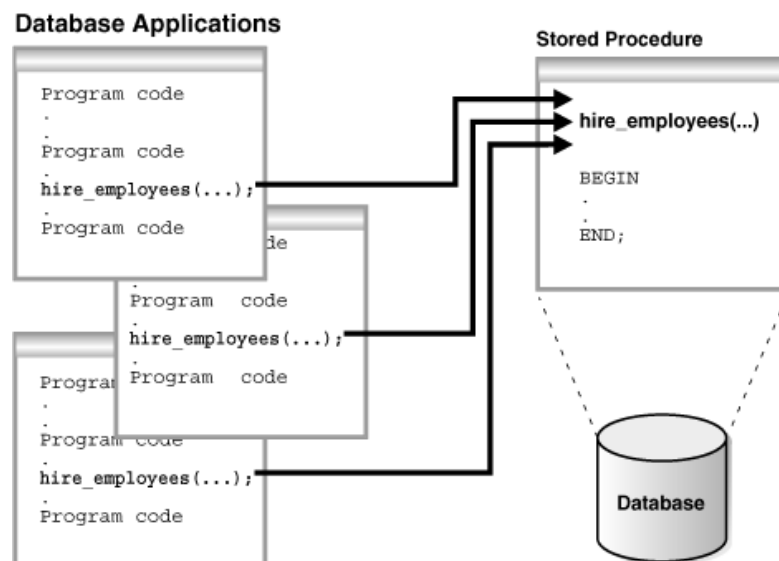 Database Applications
Program code
.
.
Program code
.
hire_employees(...);
.
Program code
.
Program code
.
hire_employees(...);
.
Program code
.
.
Program code
.
hire_employees(...);
.
Program code
Stored Procedure
hire_employees(...)
BEGIN
.
.
END;
Database